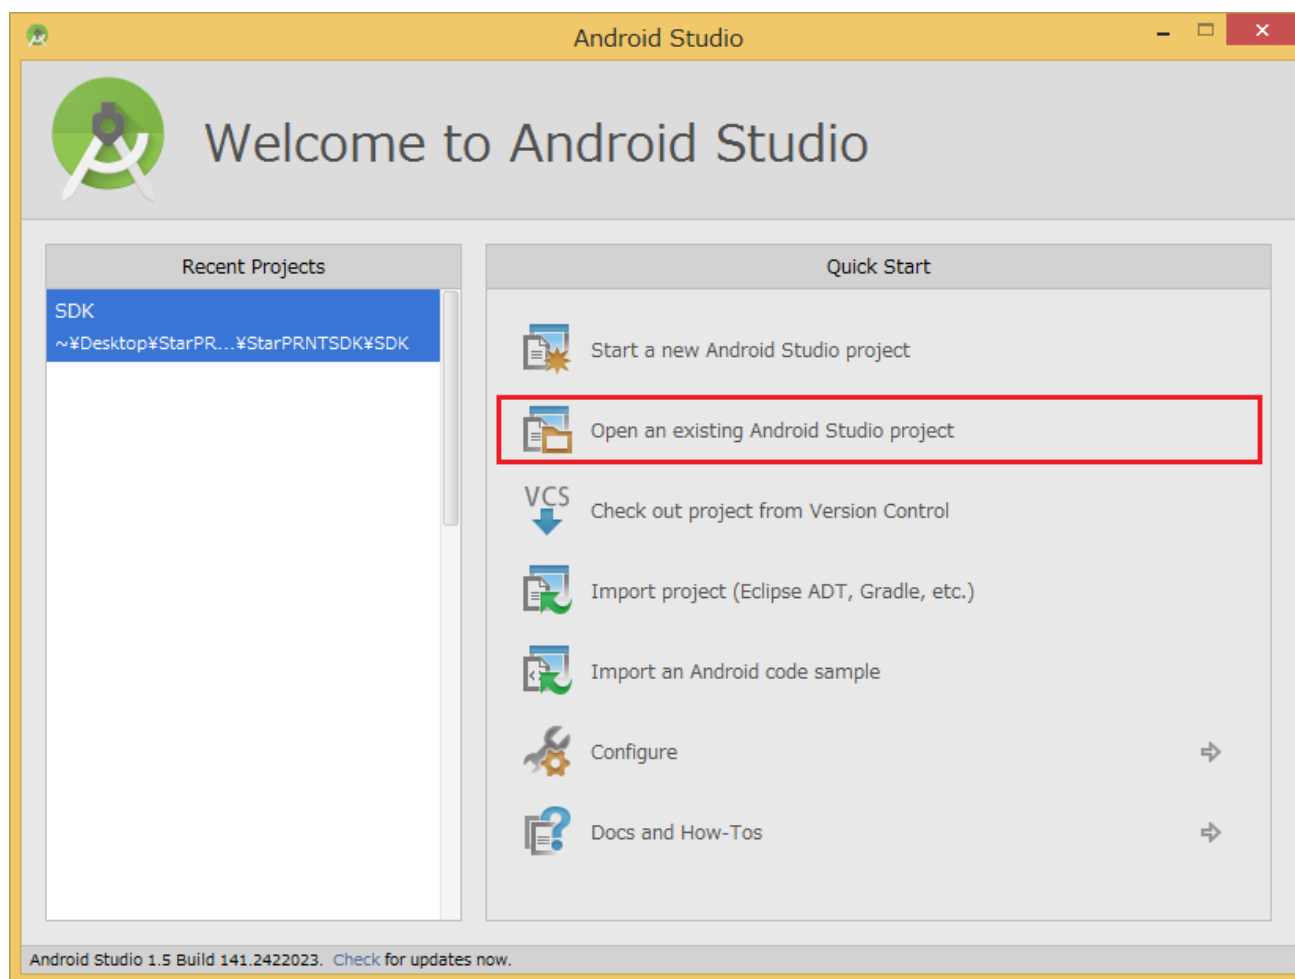 Android Studio
Welcome to Android Studio
Recent Projects
SDK
~¥Desktop¥StarPR...¥StarPRNTSDK¥SDK
Quick Start
Start a new Android Studio project
Open an existing Android Studio project
VCS
Check out project from Version Control
Import project (Eclipse ADT, Gradle, etc.)
Import an Android code sample
Configure
Docs and How-Tos
Android Studio 1.5 Build 141.2422023. Check for updates now.